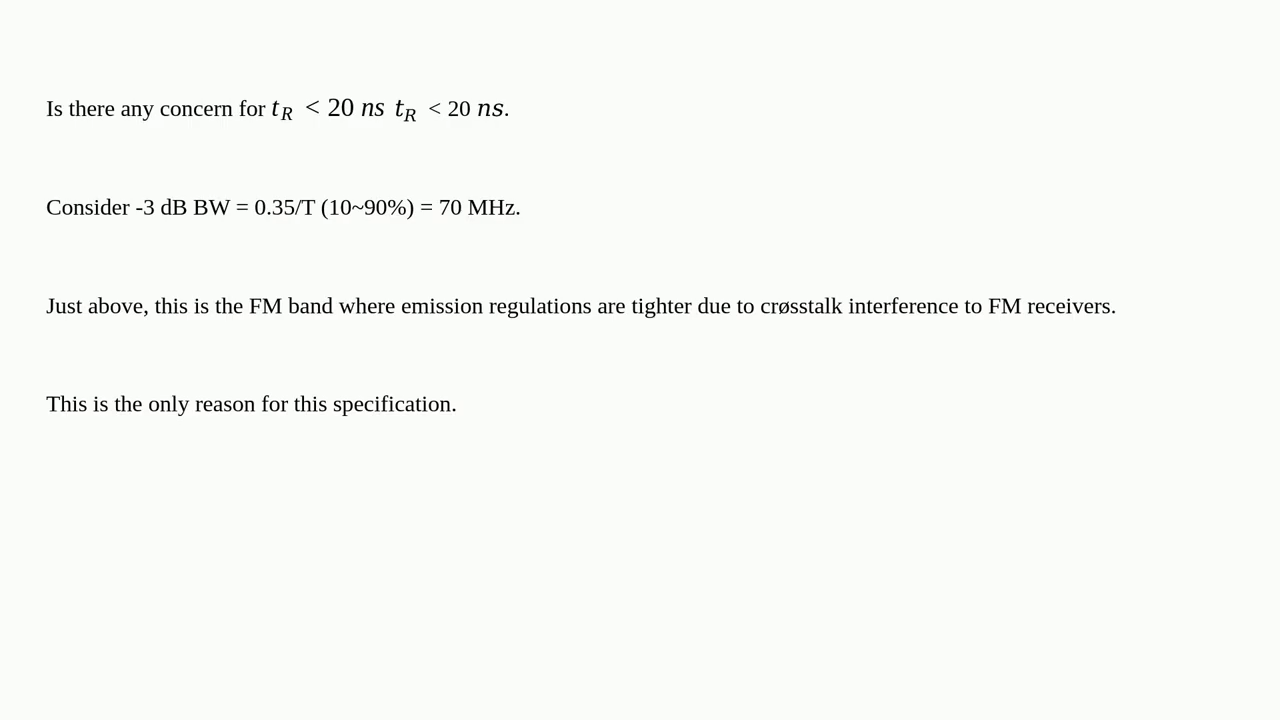 Is there any concern for t_R < 20 ns t_R < 20 ns.
Consider -3 dB BW = 0.35/T (10~90%) = 70 MHz.
Just above, this is the FM band where emission regulations are tighter due to crøsstalk interference to FM receivers.
This is the only reason for this specification.